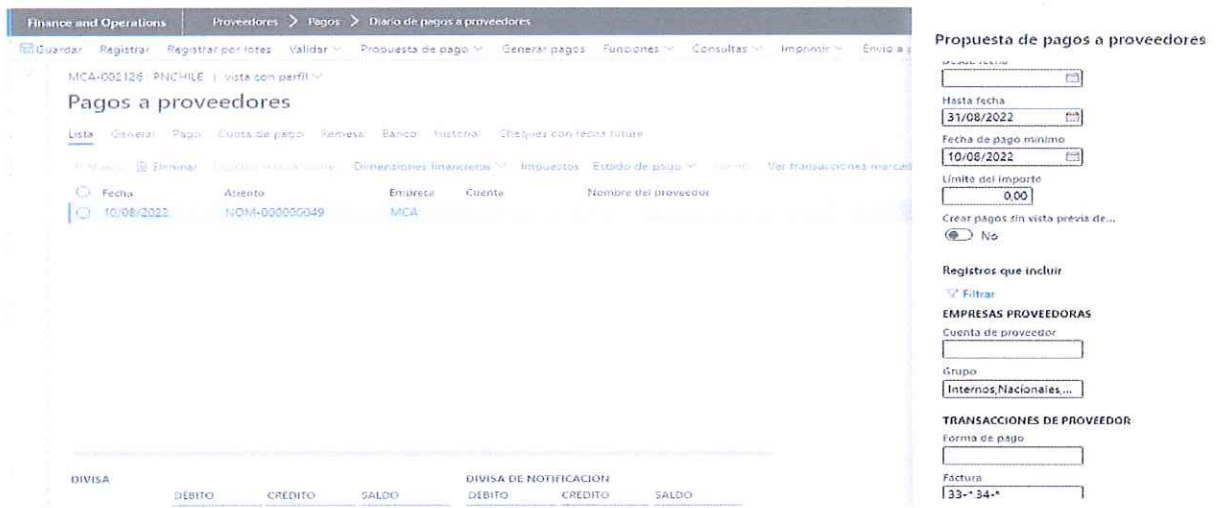 Finance and Operations Proveedores > Pagos > Diario de pagos a proveedores
Guardar Registrar Registrar por lotes Validar Propuesta de pago Generar pagos Funciones Consultas Imprimir Envío a
MCA-002126 : PNCHILE | vista con perfil
Pagos a proveedores
Lista General Pago Cuota de pago Remesa Banco Historial Cheques con fecha futura
Eliminar Dimensiones financieras Impuestos Estado de pago Ver transacciones marcad
Fecha Asiento Empresa Cuenta Nombre del proveedor
10/08/2022 NOM-000000049 MCA
DIVISA DIVISA DE NOTIFICACIÓN
DÉBITO CRÉDITO SALDO DÉBITO CRÉDITO SALDO
Propuesta de pagos a proveedores
Desde fecha
Hasta fecha
31/08/2022
Fecha de pago mínimo
10/08/2022
Límite del importe
0,00
Crear pagos sin vista previa de...
No
Registros que incluir
Filtrar
EMPRESAS PROVEEDORAS
Cuenta de proveedor
Grupo
Internos,Nacionales,...
TRANSACCIONES DE PROVEEDOR
Forma de pago
Factura
33-*.34-*